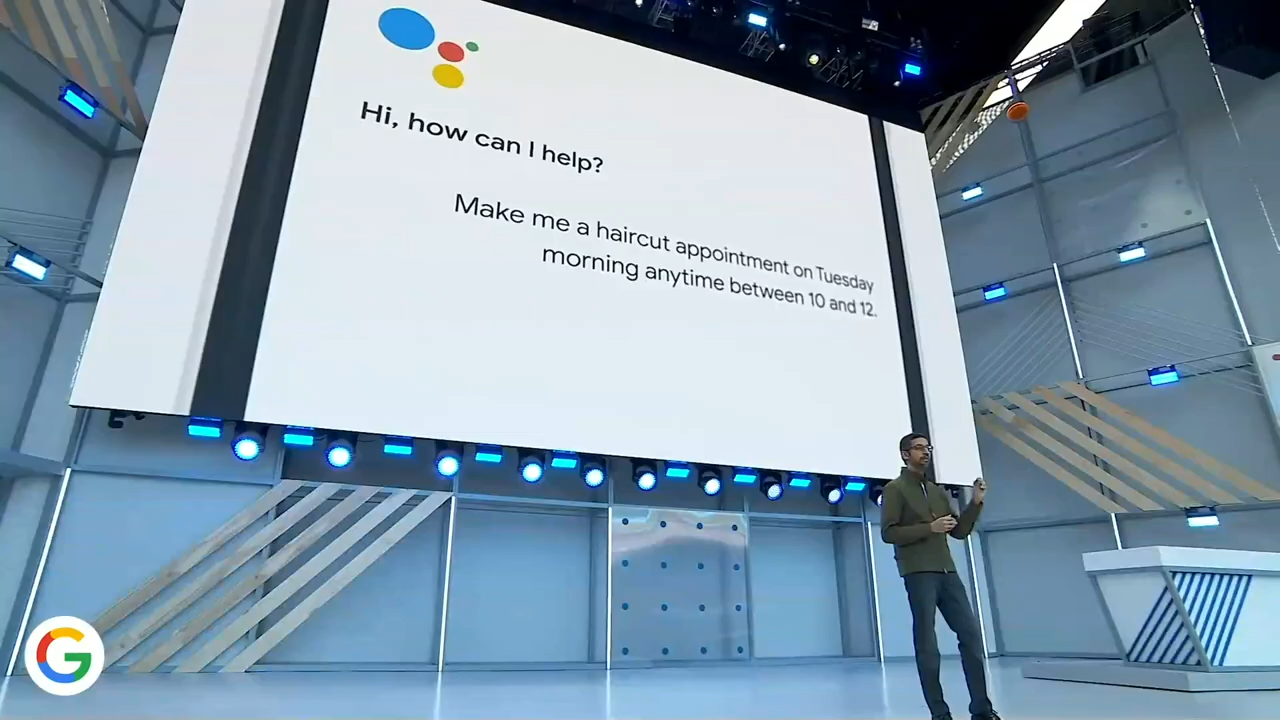 Hi, how can I help?
Make me a haircut appointment on Tuesday
morning anytime between 10 and 12.
G